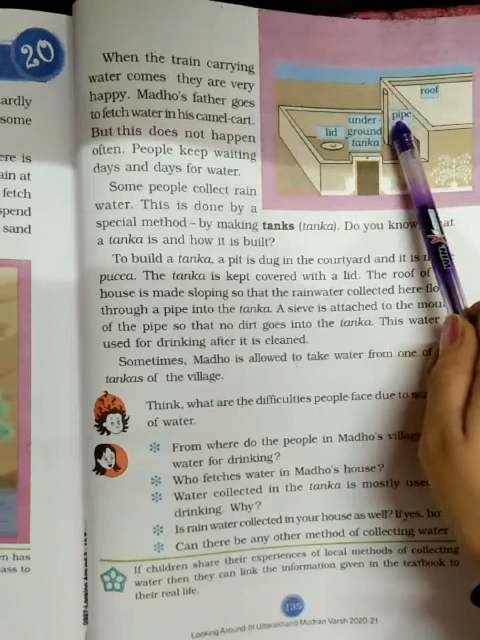 20
ardly
some
ere is
ain at
fetch
spend
sand
en has
ass to
When the train carrying
water comes they are very
happy. Madho's father goes
to fetch water in his camel-cart.
But this does not happen
often. People keep waiting
days and days for water.
roof
pipe
under-
ground
tanka
lid
Some people collect rain
water. This is done by a
special method – by making tanks (tanka). Do you know at
a tanka is and how it is built?
To build a tanka, a pit is dug in the courtyard and it is
pucca. The tanka is kept covered with a lid. The roof of
house is made sloping so that the rainwater collected here flo
through a pipe into the tanka. A sieve is attached to the mou
of the pipe so that no dirt goes into the tanka. This water
used for drinking after it is cleaned.
Sometimes, Madho is allowed to take water from one of
tankas of the village.
Think, what are the difficulties people face due to
of water.
✻ From where do the people in Madho's villag
water for drinking?
✻ Who fetches water in Madho's house?
✻ Water collected in the tanka is mostly use
drinking. Why?
✻ Is rain water collected in your house as well? If yes, ho
✻ Can there be any other method of collecting water
If children share their experiences of local methods of collecting
water then they can link the information given in the textbook to
their real life.
135
Looking Around-III Uttarakhand Mudran Varsh 2020-21